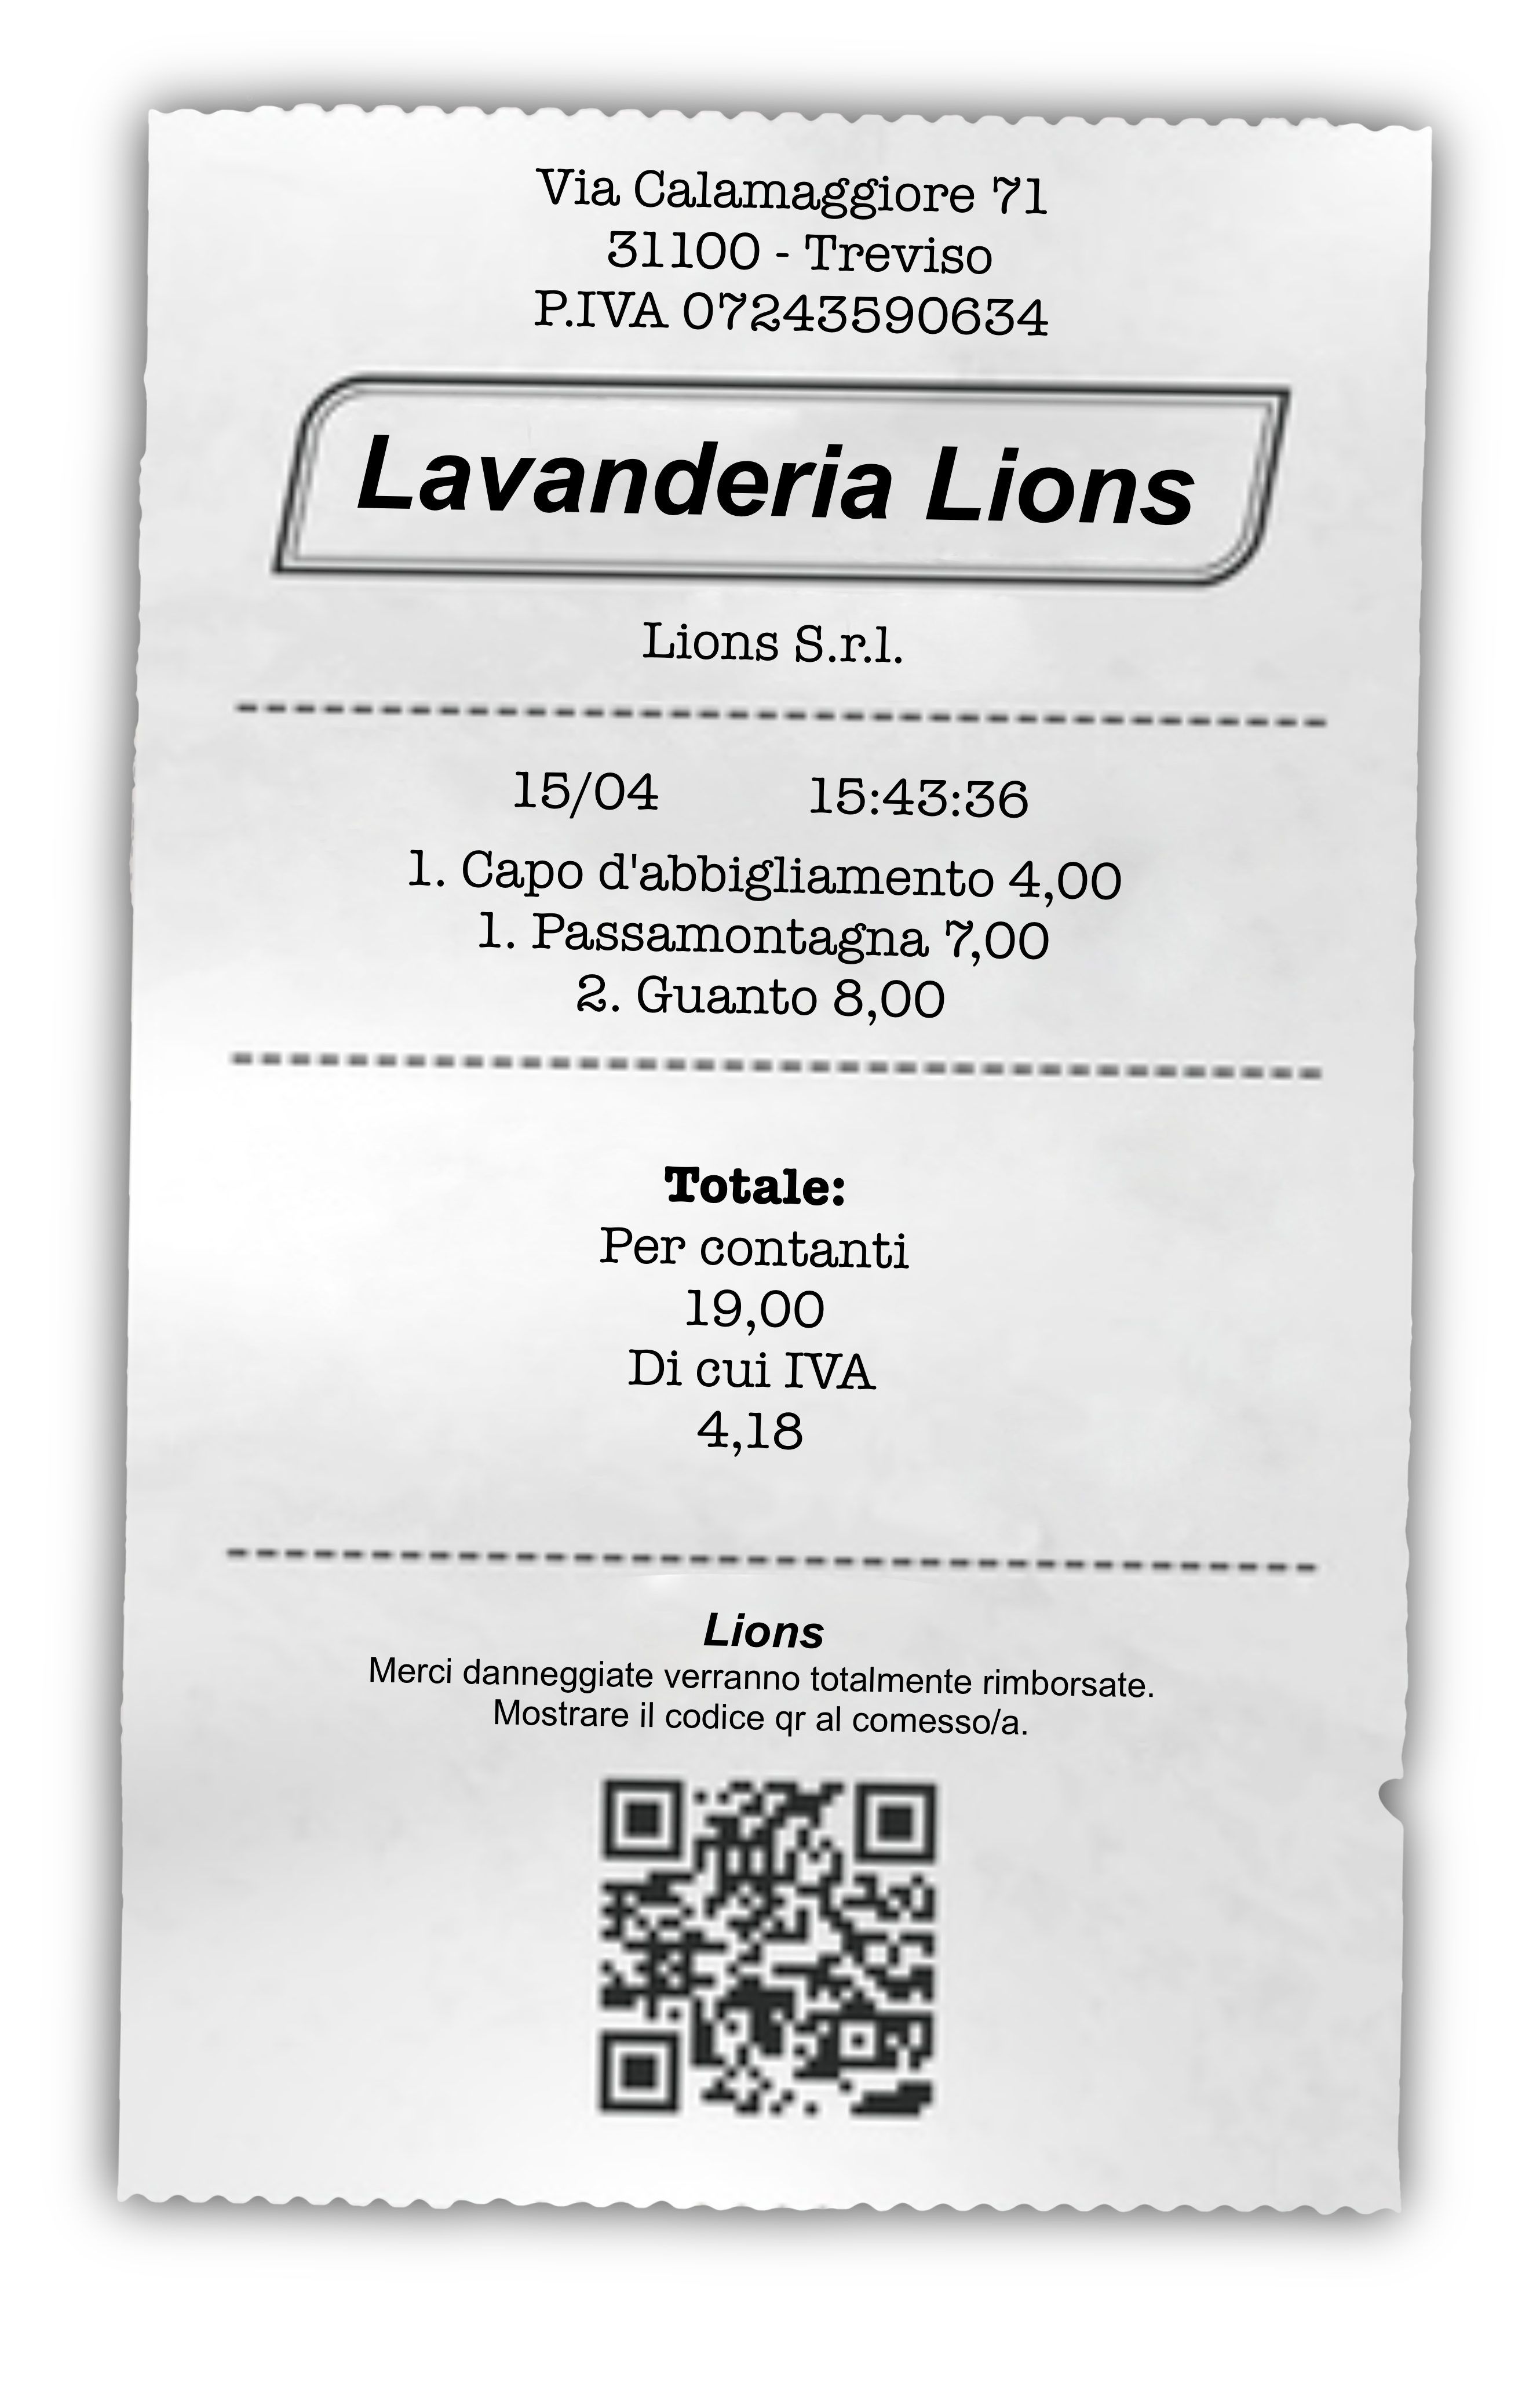 Via Calamaggiore 71
31100 - Treviso
P.IVA 07243590634
Lavanderia Lions
Lions S.r.l.
15/04 15:43:36
1. Capo d'abbigliamento 4,00
1. Passamontagna 7,00
2. Guanto 8,00
Totale:
Per contanti
19,00
Di cui IVA
4,18
Lions
Merci danneggiate verranno totalmente rimborsate.
Mostrare il codice qr al comesso/a.